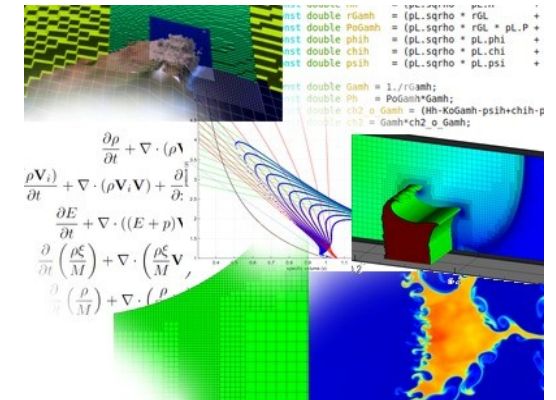 nst double rGamh = (pL.sqrho * rGL +
nst double PoGamh = (pL.sqrho * rGL * pL.P +
nst double phih = (pL.sqrho * pL.phi +
nst double chih = (pL.sqrho * pL.chi +
nst double psih = (pL.sqrho * pL.psi +
nst double Gamh = 1./rGamh;
nst double Ph = PoGamh*Gamh;
nst double ch2_o_Gamh = (Hh-KoGamh-psih+chih-p
nst double ch2 = Gamh*ch2_o_Gamh;
∂ρ/∂t + ∇ · (ρV
ρV_i)/∂t + ∇ · (ρV_iV) + ∂
∂E/∂t + ∇ · ((E + p)V
∂/∂t (ρξ/M) + ∇ · (ρξ/M V
∂/∂t (ρ/M) + ∇ · (ρ
specific volume